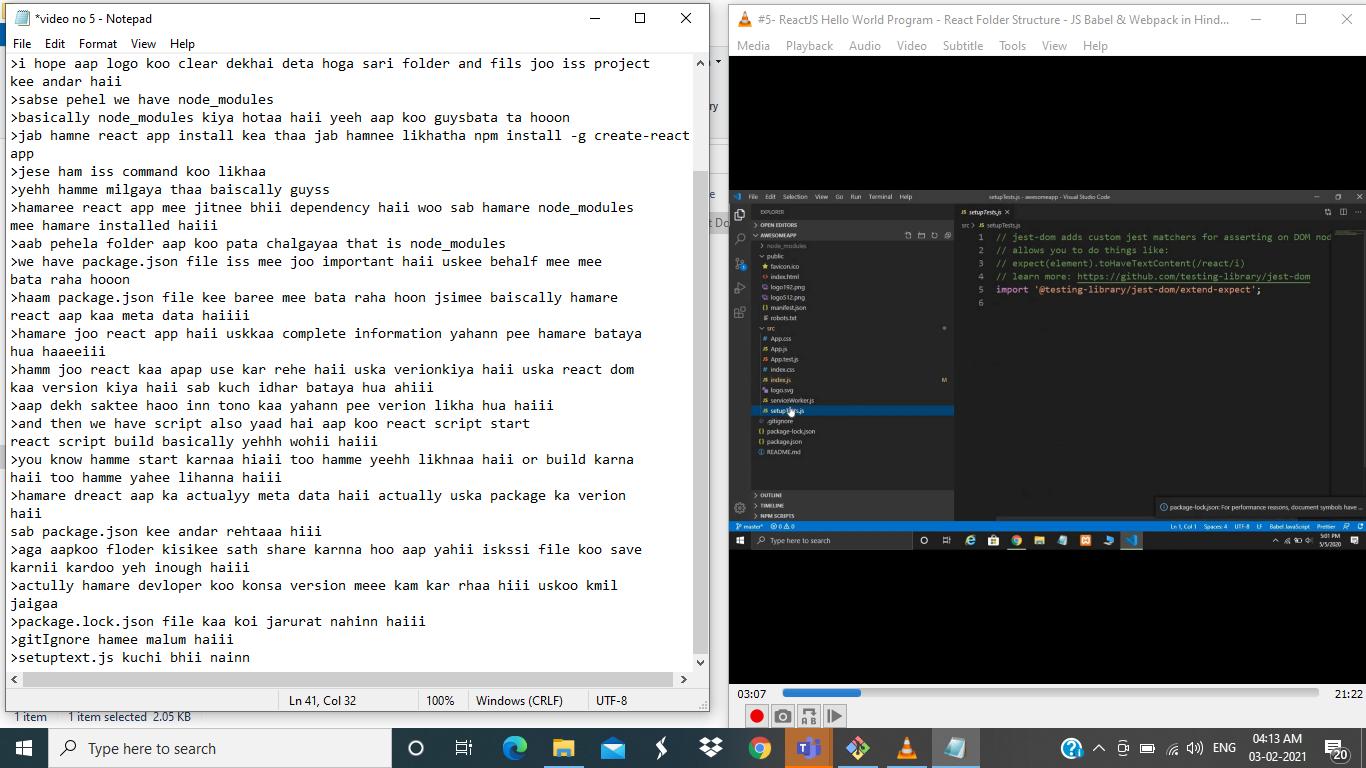 *video no 5 - Notepad
File Edit Format View Help
>i hope aap logo koo clear dekhai deta hoga sari folder and fils joo iss project
kee andar haii
>sabse pehel we have node_modules
>basically node_modules kiya hotaa haii yeeh aap koo guysbata ta hooon
>jab hamne react app install kea thaa jab hamnee likhatha npm install -g create-react
app
>jese ham iss command koo likhaa
>yehh hamme milgaya thaa baiscally guyss
>hamaree react app mee jitnee bhii dependency haii woo sab hamare node_modules
mee hamare installed haiii
>aab pehela folder aap koo pata chalgayaa that is node_modules
>we have package.json file iss mee joo important haii uskee behalf mee mee
bata raha hooon
>haam package.json file kee baree mee bata raha hoon jsimee baiscally hamare
react aap kaa meta data haiiii
>hamare joo react app haii uskkaa complete information yahann pee hamare bataya
hua haaeeiii
>hamm joo react kaa apap use kar rehe haii uska verionkiya haii uska react dom
kaa version kiya haii sab kuch idhar bataya hua ahiii
>aap dekh saktee haoo inn tono kaa yahann pee verion likha hua haiii
>and then we have script also yaad hai aap koo react script start
react script build basically yehhh wohii haiii
>you know hamme start karnaa hiaii too hamme yeehh likhnaa haii or build karna
haii too hamme yahee lihanna haiii
>hamare dreact aap ka actualyy meta data haii actually uska package ka verion
haii
sab package.json kee andar rehtaaa hiii
>aga aapkoo floder kisikee sath share karnna hoo aap yahii iskssi file koo save
karnii kardoo yeh inough haiii
>actully hamare devloper koo konsa version meee kam kar rhaa hiii uskoo kmil
jaigaa
>package.lock.json file kaa koi jarurat nahinn haiii
>gitIgnore hamee malum haiii
>setuptext.js kuchi bhii nainn
Ln 41, Col 32 100% Windows (CRLF) UTF-8
1 item 1 item selected 2.05 KB
#5- ReactJS Hello World Program - React Folder Structure - JS Babel & Webpack in Hind...
Media Playback Audio Video Subtitle Tools View Help
File Edit Selection View Go Run Terminal Help
setupTests.js - awesomeapp - Visual Studio Code
EXPLORER
OPEN EDITORS
AWESOMEAPP
node_modules
public
favicon.ico
index.html
logo192.png
logo512.png
manifest.json
robots.txt
src
App.css
App.js
App.test.js
index.css
index.js M
logo.svg
serviceWorker.js
setupTests.js
.gitignore
package-lock.json
package.json
README.md
OUTLINE
TIMELINE
NPM SCRIPTS
setupTests.js
src > setupTests.js
1 // jest-dom adds custom jest matchers for asserting on DOM nod
2 // allows you to do things like:
3 // expect(element).toHaveTextContent(/react/i)
4 // learn more: https://github.com/testing-library/jest-dom
5 import '@testing-library/jest-dom/extend-expect';
6
package-lock.json: For performance reasons, document symbols have ...
master* 0 0 Ln 1, Col 1 Spaces: 4 UTF-8 LF Babel JavaScript Prettier
Type here to search
5:01 PM
5/5/2020
03:07 21:22
Type here to search
ENG
04:13 AM
03-02-2021
20